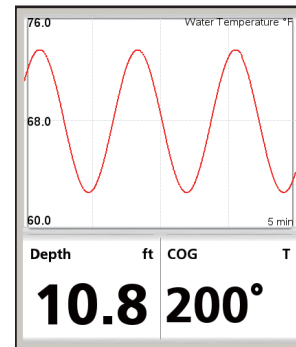 76.0 Water Temperature °F
68.0
60.0 5 min
Depth ft COG T
10.8 200°